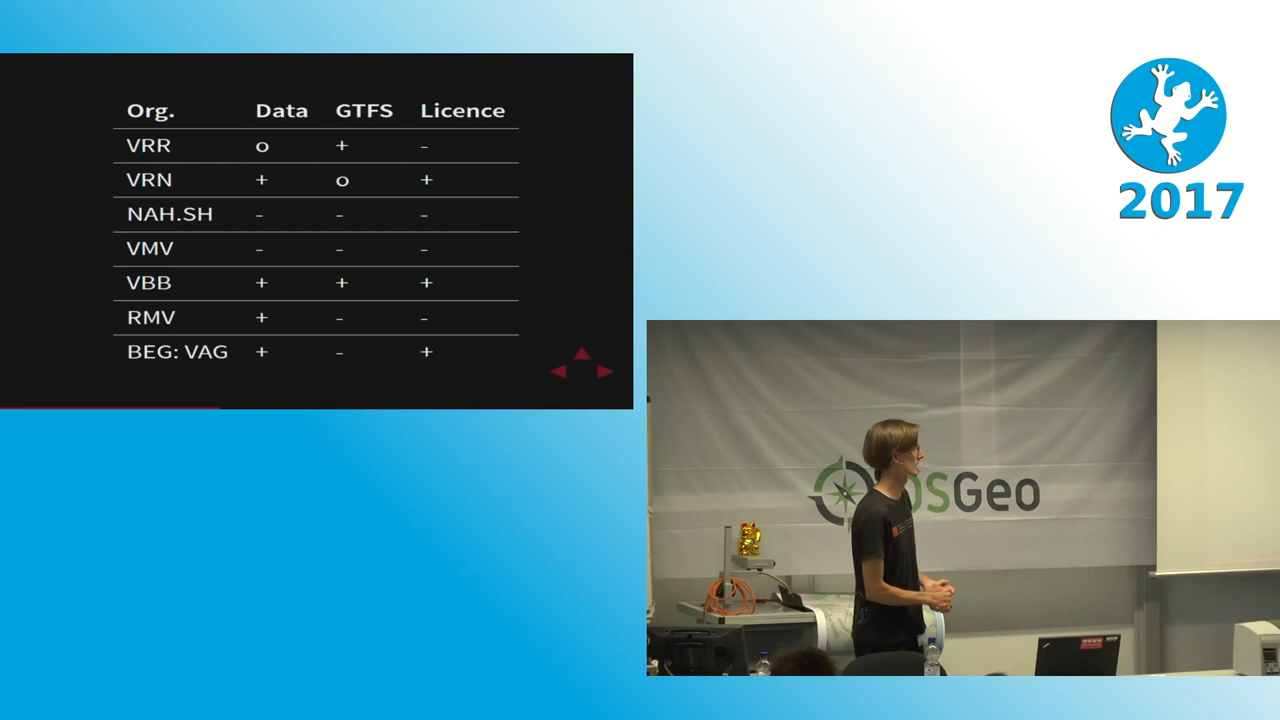 Org. Data GTFS Licence
VRR o + -
VRN + o +
NAH.SH - - -
VMV - - -
VBB + + +
RMV + - -
BEG: VAG + - +
2017
OSGeo